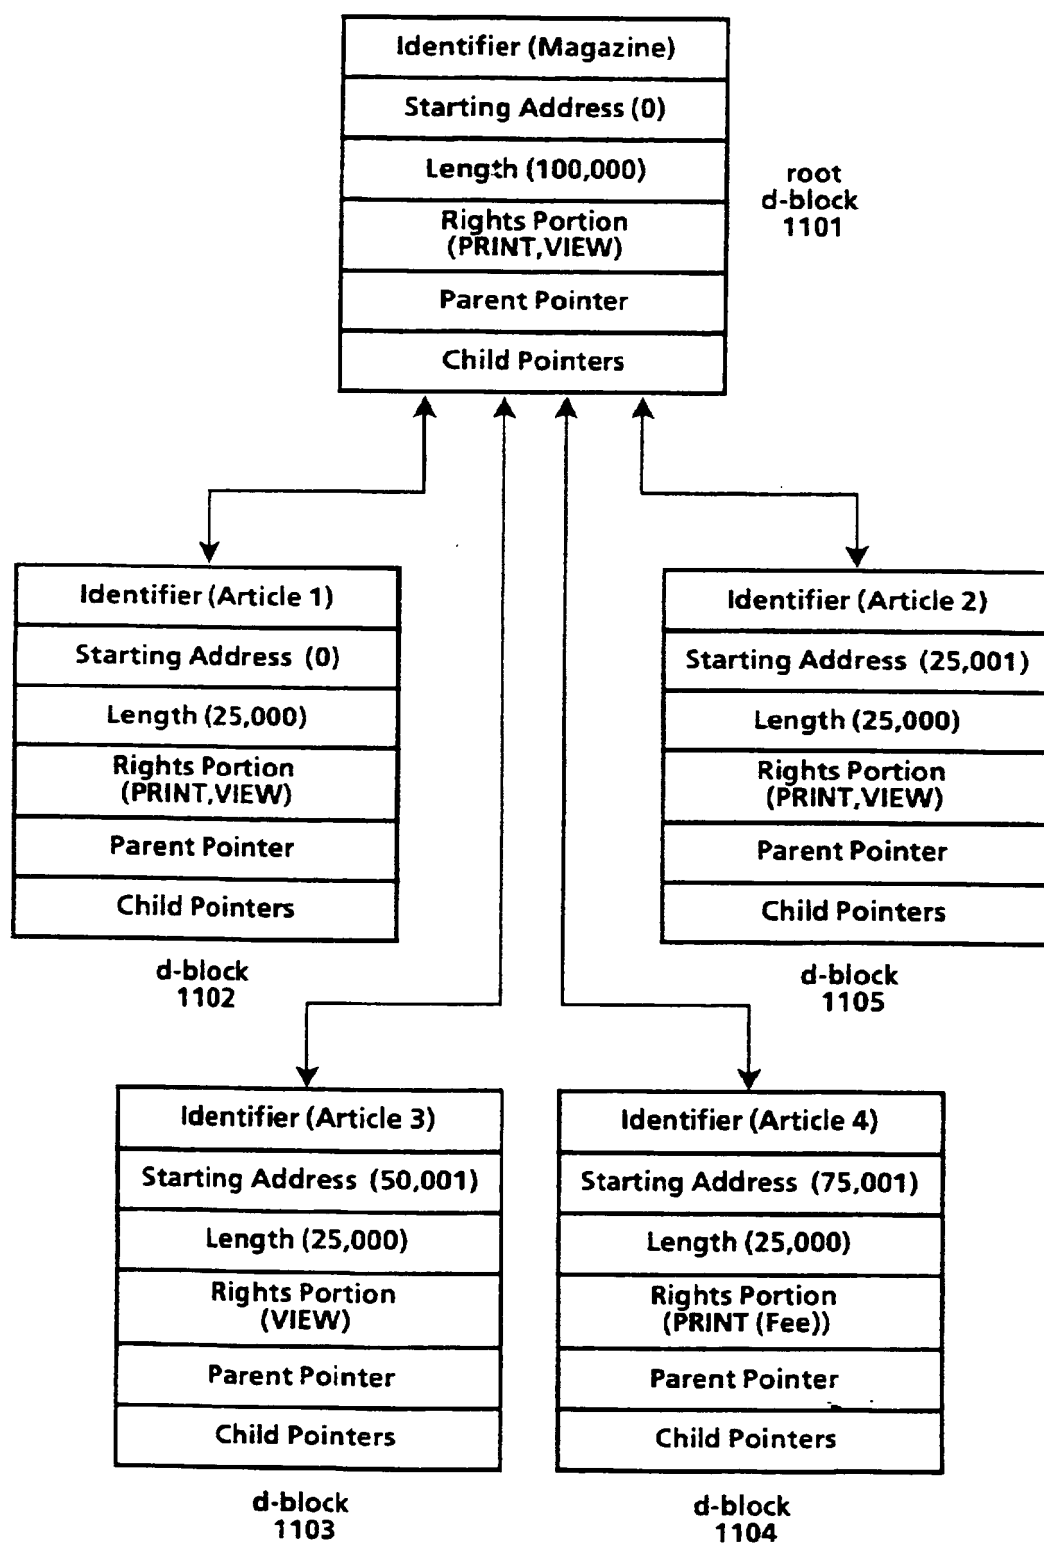 Identifier (Magazine)
Starting Address (0)
Length (100,000)
Rights Portion
(PRINT,VIEW)
Parent Pointer
Child Pointers
root
d-block
1101
Identifier (Article 1)
Starting Address (0)
Length (25,000)
Rights Portion
(PRINT,VIEW)
Parent Pointer
Child Pointers
d-block
1102
Identifier (Article 2)
Starting Address (25,001)
Length (25,000)
Rights Portion
(PRINT,VIEW)
Parent Pointer
Child Pointers
d-block
1105
Identifier (Article 3)
Starting Address (50,001)
Length (25,000)
Rights Portion
(VIEW)
Parent Pointer
Child Pointers
d-block
1103
Identifier (Article 4)
Starting Address (75,001)
Length (25,000)
Rights Portion
(PRINT (Fee))
Parent Pointer
Child Pointers
d-block
1104